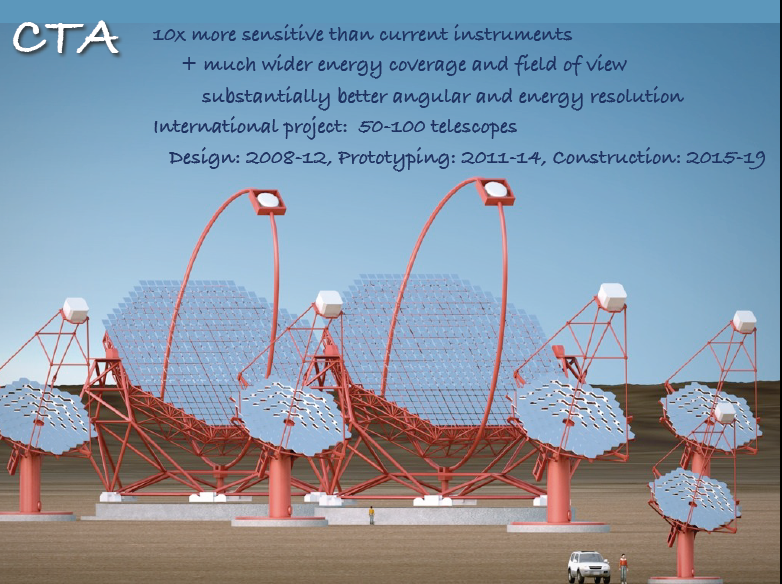 CTA
10x more sensitive than current instruments
+ much wider energy coverage and field of view
substantially better angular and energy resolution
International project: 50-100 telescopes
Design: 2008-12, Prototyping: 2011-14, Construction: 2015-19